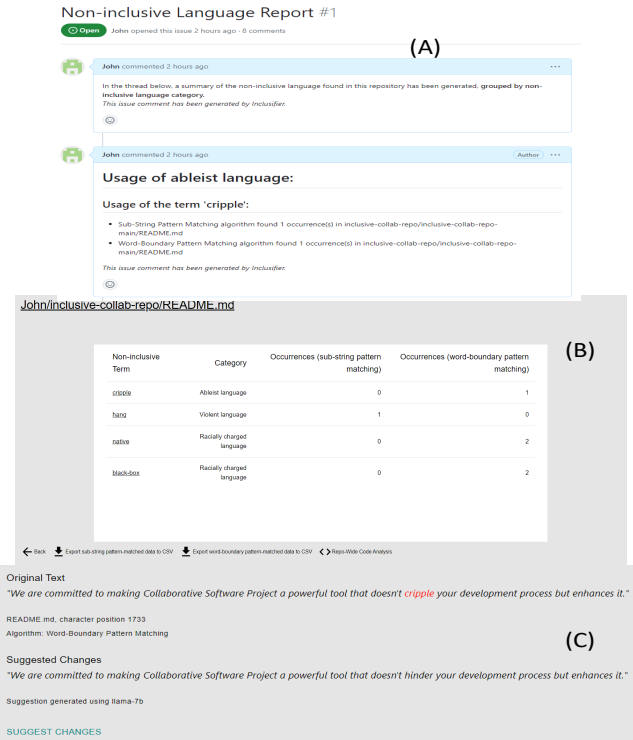 Non-inclusive Language Report #1
Open John opened this issue 2 hours ago · 8 comments
(A)
John commented 2 hours ago ···
In the thread below, a summary of the non-inclusive language found in this repository has been generated, grouped by non-
inclusive language category.
This issue comment has been generated by Inclusifier.
John commented 2 hours ago Author ···
Usage of ableist language:
Usage of the term 'cripple':
• Sub-String Pattern Matching algorithm found 1 occurrence(s) in inclusive-collab-repo/inclusive-collab-repo-
main/README.md
• Word-Boundary Pattern Matching algorithm found 1 occurrence(s) in inclusive-collab-repo/inclusive-collab-repo-
main/README.md
This issue comment has been generated by Inclusifier.
John/inclusive-collab-repo/README.md
(B)
Non-inclusive
Term
Category
Occurrences (sub-string pattern
matching)
Occurrences (word-boundary pattern
matching)
cripple Ableist language 0 1
hang Violent language 1 0
native Racially charged
language 0 2
black-box Racially charged
language 0 2
Back Export sub-string pattern-matched data to CSV Export word-boundary pattern-matched data to CSV Repo-Wide Code Analysis
Original Text
"We are committed to making Collaborative Software Project a powerful tool that doesn't cripple your development process but enhances it."
README.md, character position 1733
Algorithm: Word-Boundary Pattern Matching
(C)
Suggested Changes
"We are committed to making Collaborative Software Project a powerful tool that doesn't hinder your development process but enhances it."
Suggestion generated using llama-7b
SUGGEST CHANGES